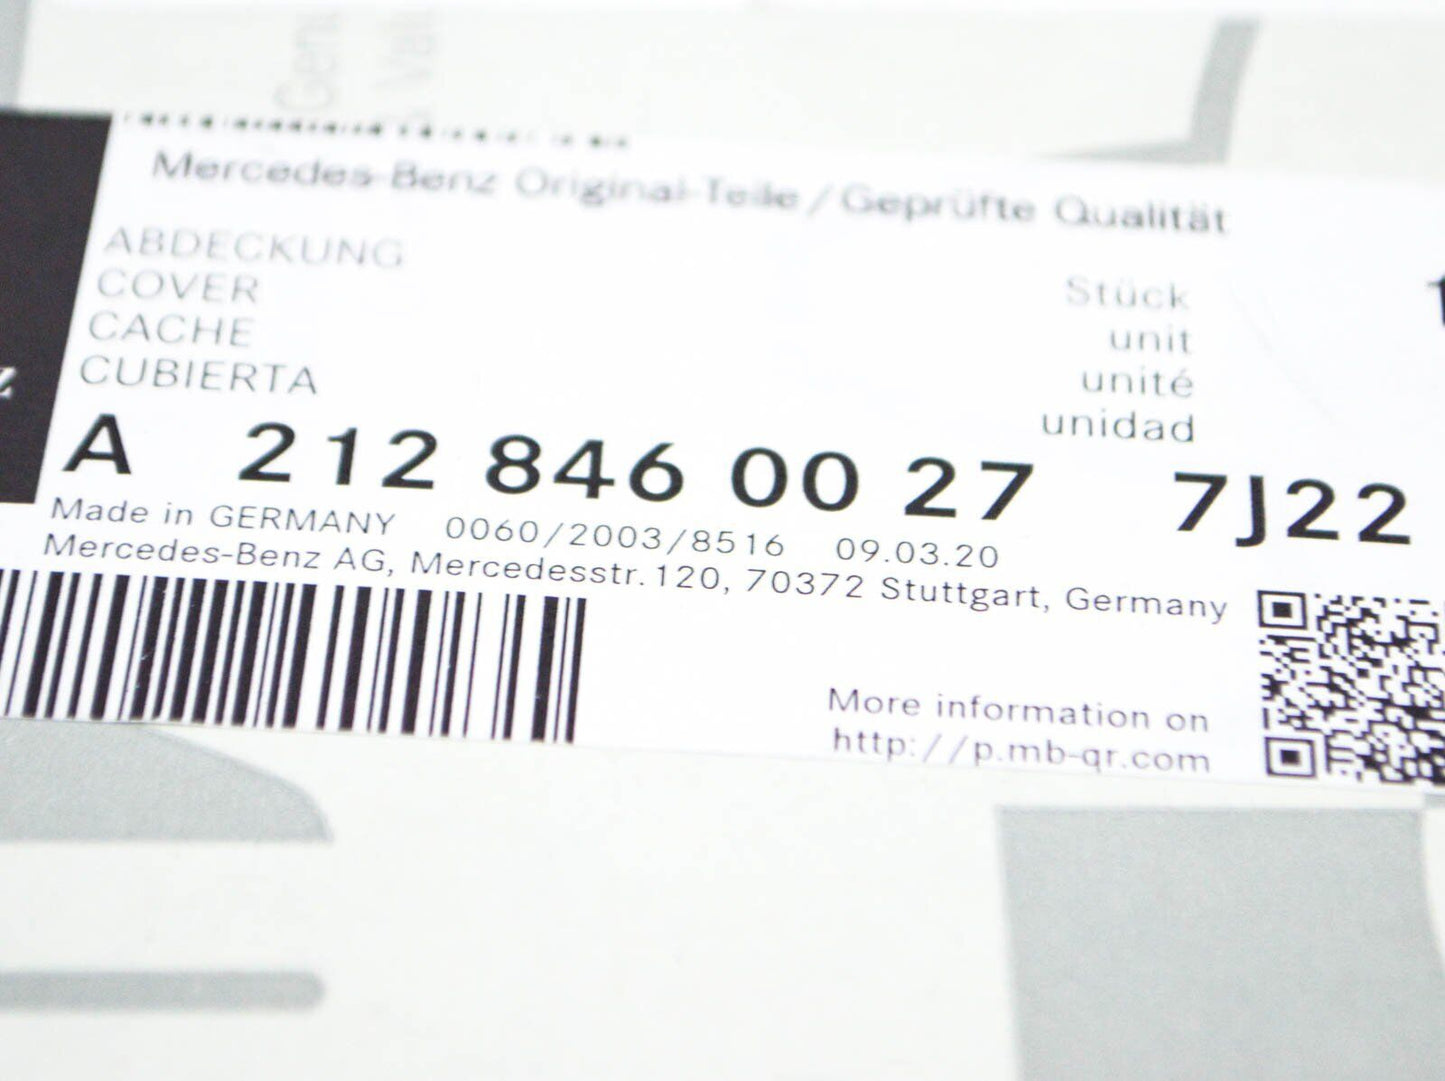 Mercedes-Benz Original-Teile / Geprüfte Qualität
ABDECKUNG
COVER
CACHE
CUBIERTA
Stück
unit
unité
unidad
A 212 846 00 27 7J22
Made in GERMANY 0060/2003/8516 09.03.20
Mercedes-Benz AG, Mercedesstr. 120, 70372 Stuttgart, Germany
More information on
http://p.mb-qr.com